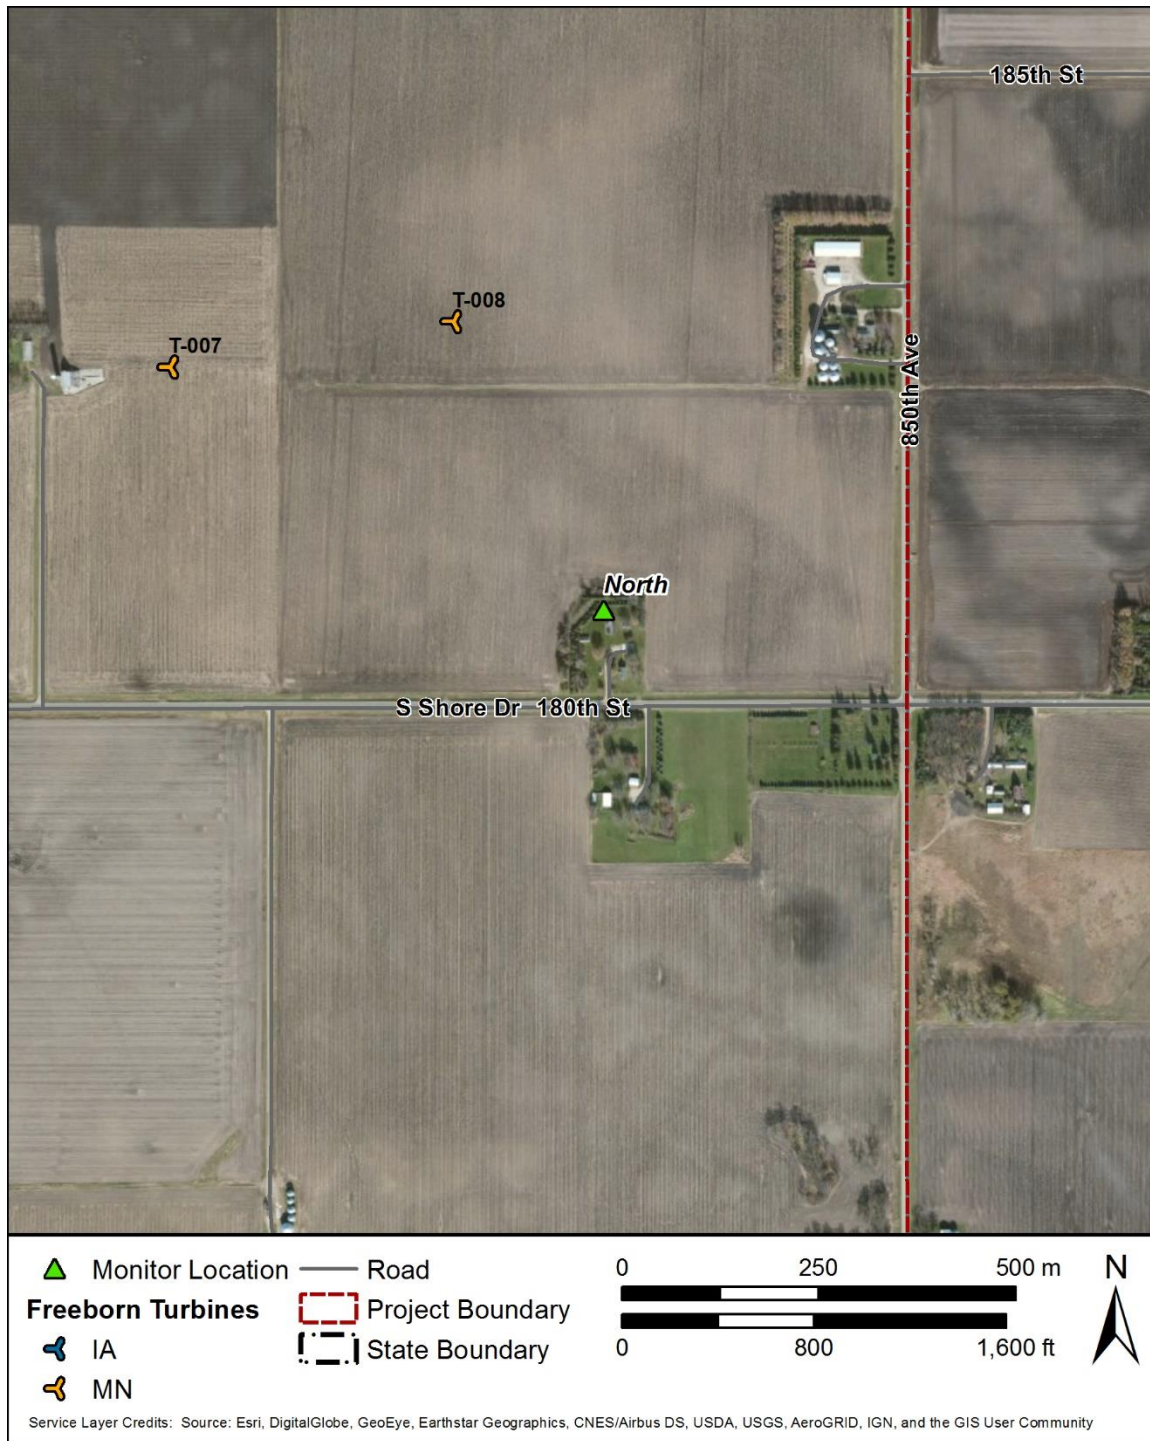 185th St
T-008
T-007
850th Ave
North
S Shore Dr 180th St
Monitor Location
Road
0 250 500 m
N
Freeborn Turbines
Project Boundary
0 800 1,600 ft
IA
State Boundary
MN
Service Layer Credits: Source: Esri, DigitalGlobe, GeoEye, Earthstar Geographics, CNES/Airbus DS, USDA, USGS, AeroGRID, IGN, and the GIS User Community